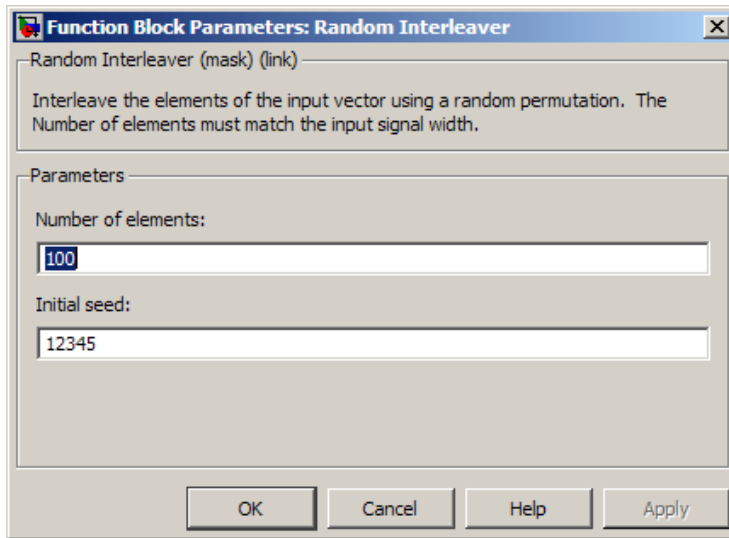 Function Block Parameters: Random Interleaver
Random Interleaver (mask) (link)
Interleave the elements of the input vector using a random permutation.  The
Number of elements must match the input signal width.
Parameters
Number of elements:
100
Initial seed:
12345
OK Cancel Help Apply